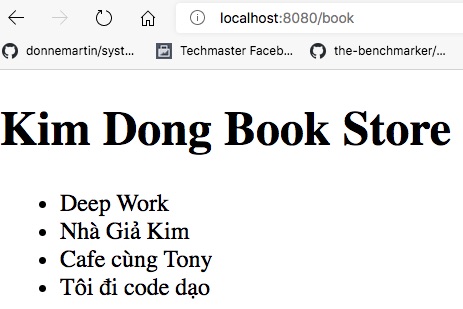 localhost:8080/book
donnemartin/syst... Techmaster Faceb... the-benchmarker/...
Kim Dong Book Store
Deep Work
Nhà Giả Kim
Cafe cùng Tony
Tôi đi code dạo